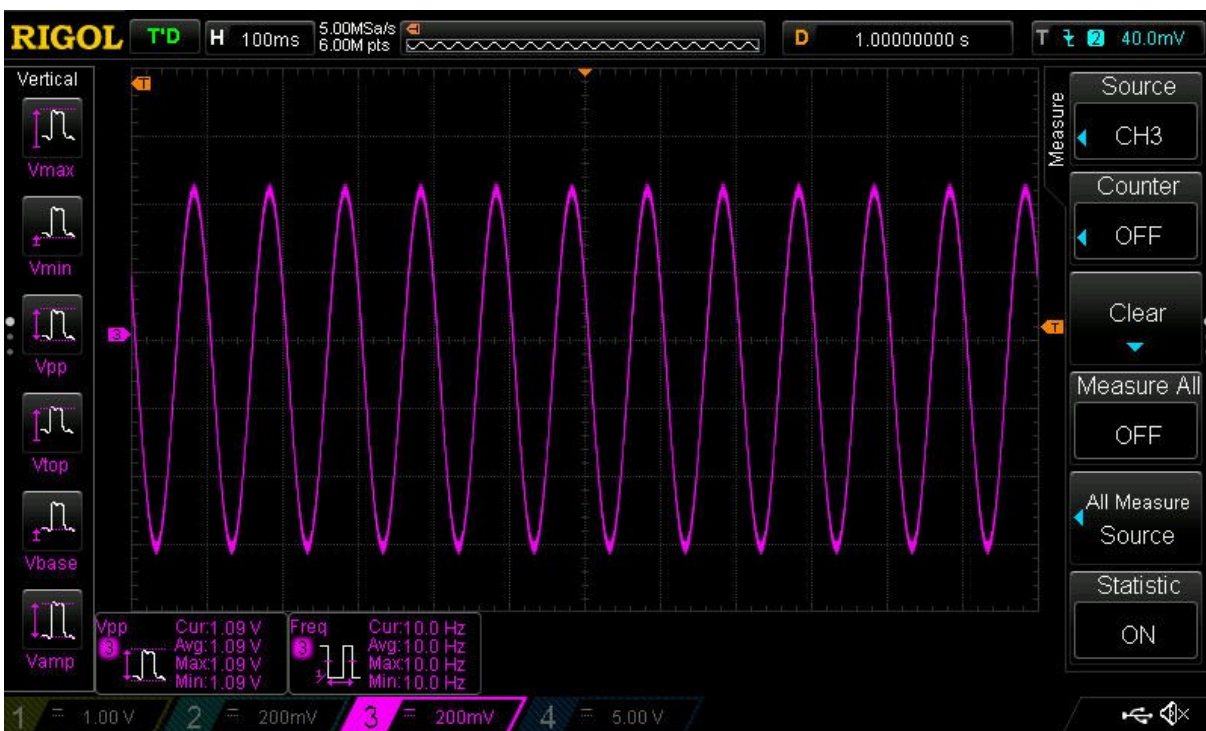 RIGOL T'D H 100ms 5.00MSa/s 6.00M pts D 1.00000000 s T 2 40.0mV
Vertical
Vmax
Vmin
Vpp
Vtop
Vbase
Vamp
T
3
T
Measure
Source
CH3
Counter
OFF
Clear
Measure All
OFF
All Measure
Source
Statistic
ON
Vpp Cur:1.09 V
3 Avg:1.09 V
Max:1.09 V
Min:1.09 V
Freq Cur:10.0 Hz
3 Avg:10.0 Hz
Max:10.0 Hz
Min:10.0 Hz
1 = 1.00 V 2 = 200mV 3 = 200mV 4 = 5.00 V